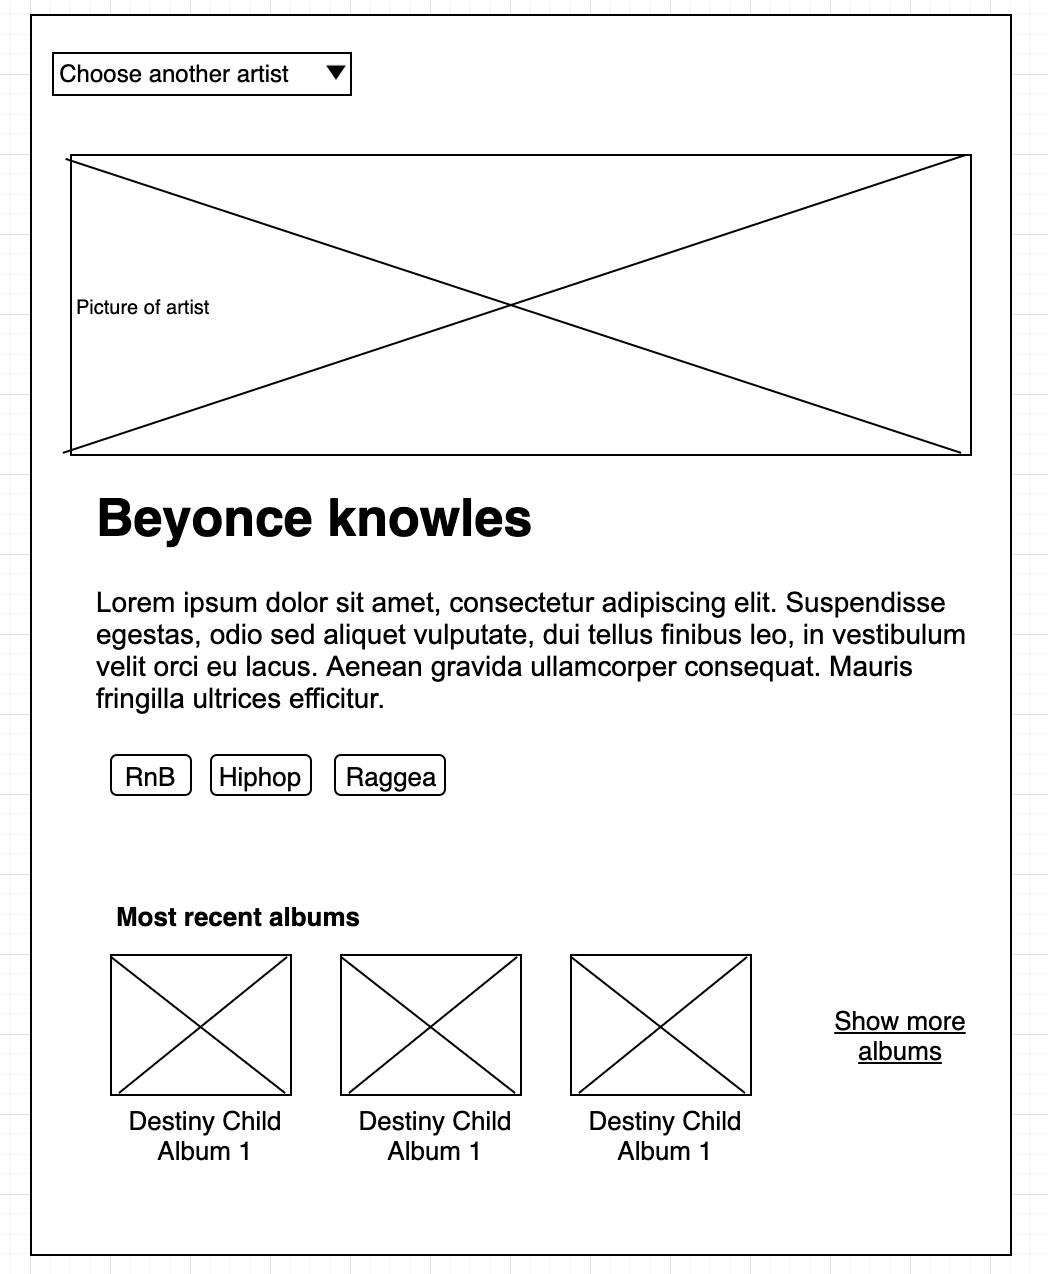 Choose another artist
Picture of artist
Beyonce knowles
Lorem ipsum dolor sit amet, consectetur adipiscing elit. Suspendisse
egestas, odio sed aliquet vulputate, dui tellus finibus leo, in vestibulum
velit orci eu lacus. Aenean gravida ullamcorper consequat. Mauris
fringilla ultrices efficitur.
RnB Hiphop Raggea
Most recent albums
Show more
albums
Destiny Child
Album 1
Destiny Child
Album 1
Destiny Child
Album 1